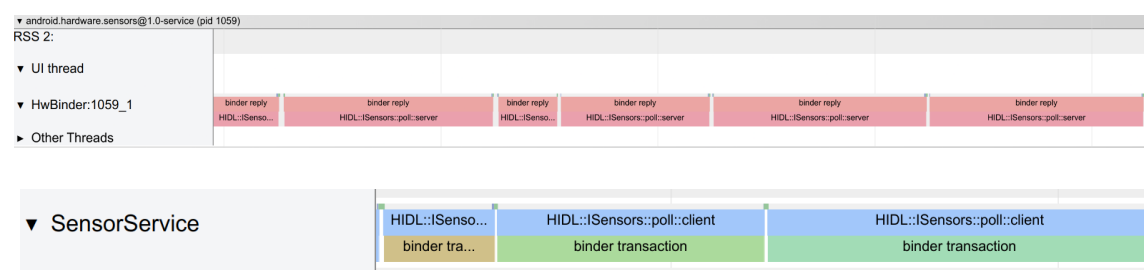 ▾ android.hardware.sensors@1.0-service (pid 1059)
RSS 2:
▾ UI thread
▾ HwBinder:1059_1
binder reply binder reply binder reply binder reply binder reply binder reply
HIDL::ISenso... HIDL::ISensors::poll::server HIDL::ISenso... HIDL::ISensors::poll::server HIDL::ISensors::poll::server HIDL::ISensors::poll::server
▸ Other Threads
▾ SensorService
HIDL::ISenso... HIDL::ISensors::poll::client HIDL::ISensors::poll::client
binder tra... binder transaction binder transaction